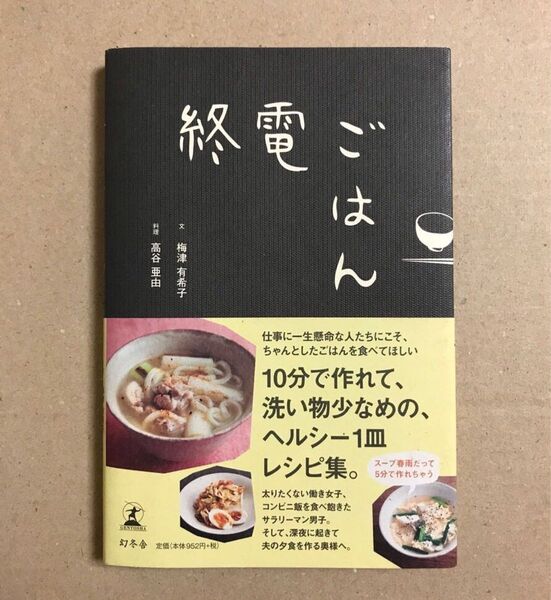 終電ごはん
文 梅津 有希子
料理 高谷 亜由
仕事に一生懸命な人たちにこそ、
ちゃんとしたごはんを食べてほしい
10分で作れて、
洗い物少なめの、
ヘルシー1皿
レシピ集。
スープ春雨だって
5分で作れちゃう
太りたくない働き女子、
コンビニ飯を食べ飽きた
サラリーマン男子。
そして、深夜に起きて
夫の夕食を作る奥様へ。
GENTOSHA
幻冬舎
定価(本体952円+税)